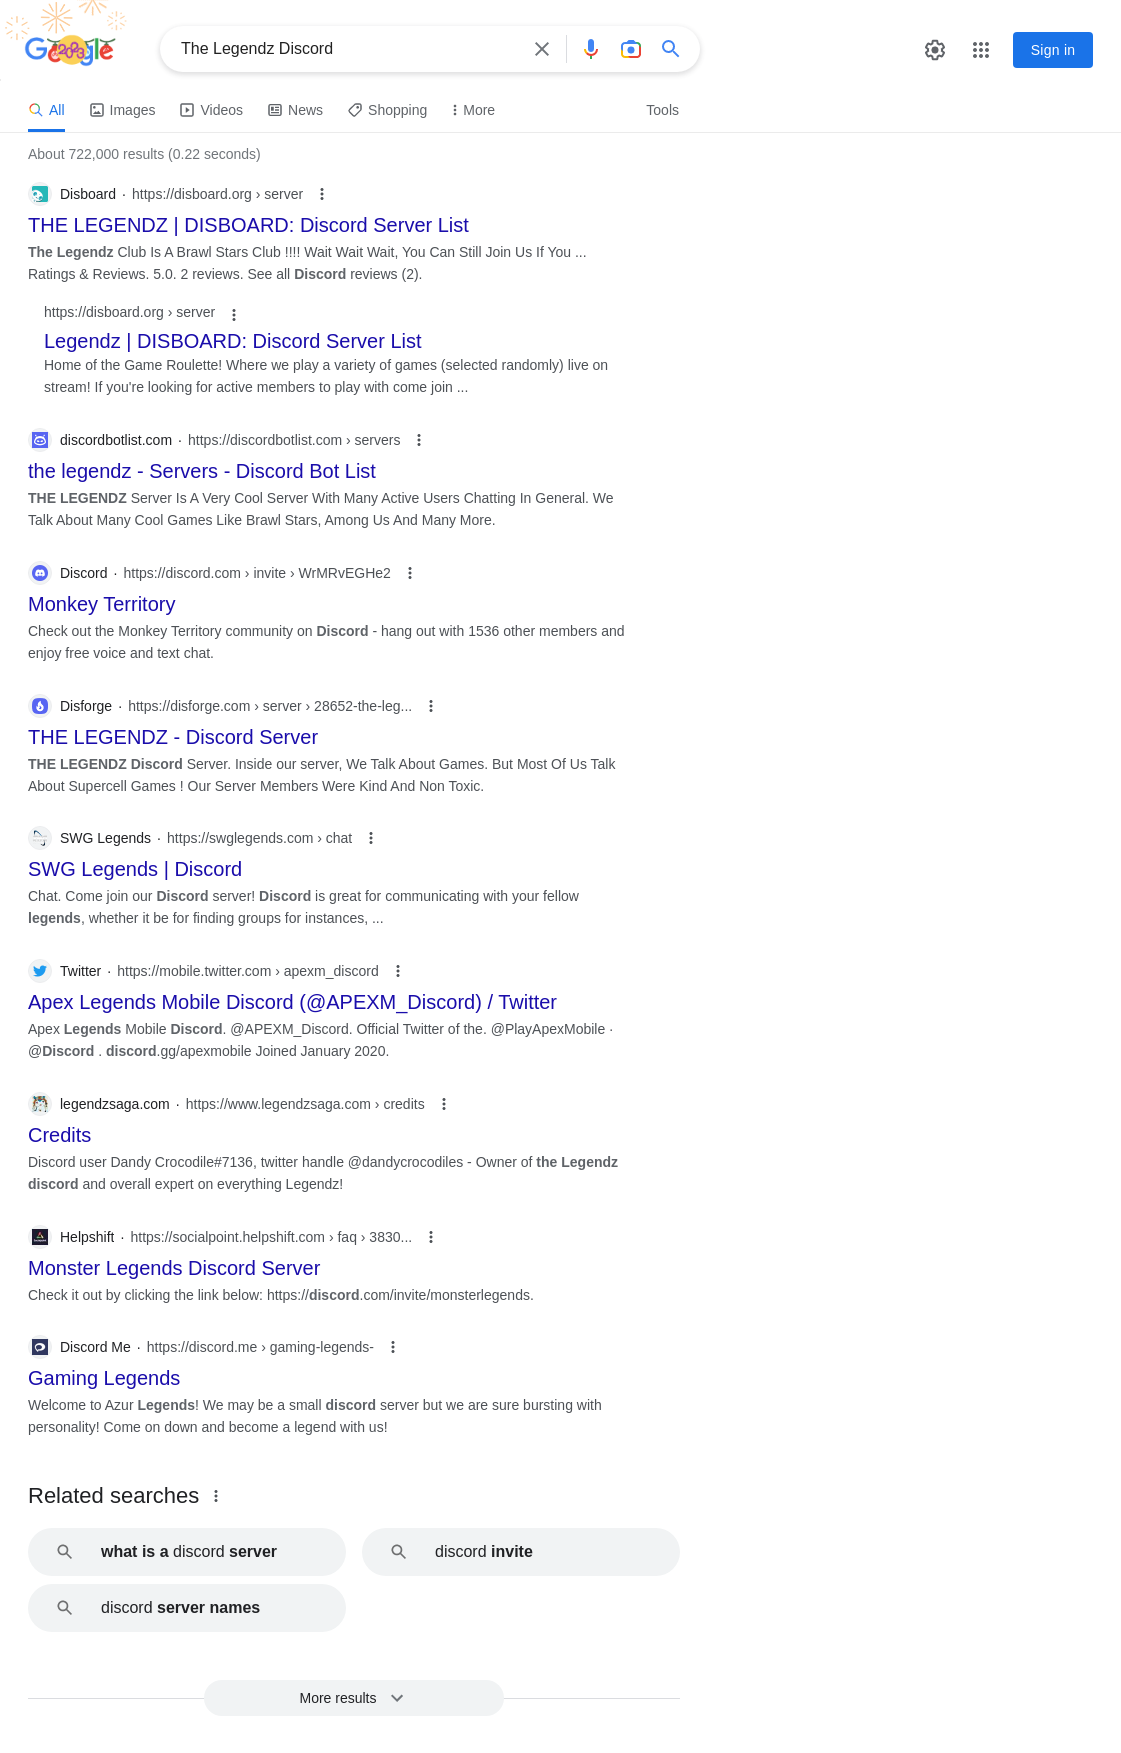 Google
The Legendz Discord
Sign in
All Images Videos News Shopping More Tools
About 722,000 results (0.22 seconds)
Disboard · https://disboard.org › server
THE LEGENDZ | DISBOARD: Discord Server List
The Legendz Club Is A Brawl Stars Club !!!! Wait Wait Wait, You Can Still Join Us If You ...
Ratings & Reviews. 5.0. 2 reviews. See all Discord reviews (2).
https://disboard.org › server
Legendz | DISBOARD: Discord Server List
Home of the Game Roulette! Where we play a variety of games (selected randomly) live on
stream! If you're looking for active members to play with come join ...
discordbotlist.com · https://discordbotlist.com › servers
the legendz - Servers - Discord Bot List
THE LEGENDZ Server Is A Very Cool Server With Many Active Users Chatting In General. We
Talk About Many Cool Games Like Brawl Stars, Among Us And Many More.
Discord · https://discord.com › invite › WrMRvEGHe2
Monkey Territory
Check out the Monkey Territory community on Discord - hang out with 1536 other members and
enjoy free voice and text chat.
Disforge · https://disforge.com › server › 28652-the-leg...
THE LEGENDZ - Discord Server
THE LEGENDZ Discord Server. Inside our server, We Talk About Games. But Most Of Us Talk
About Supercell Games ! Our Server Members Were Kind And Non Toxic.
SWG Legends · https://swglegends.com › chat
SWG Legends | Discord
Chat. Come join our Discord server! Discord is great for communicating with your fellow
legends, whether it be for finding groups for instances, ...
Twitter · https://mobile.twitter.com › apexm_discord
Apex Legends Mobile Discord (@APEXM_Discord) / Twitter
Apex Legends Mobile Discord. @APEXM_Discord. Official Twitter of the. @PlayApexMobile ·
@Discord . discord.gg/apexmobile Joined January 2020.
legendzsaga.com · https://www.legendzsaga.com › credits
Credits
Discord user Dandy Crocodile#7136, twitter handle @dandycrocodiles - Owner of the Legendz
discord and overall expert on everything Legendz!
Helpshift · https://socialpoint.helpshift.com › faq › 3830...
Monster Legends Discord Server
Check it out by clicking the link below: https://discord.com/invite/monsterlegends.
Discord Me · https://discord.me › gaming-legends-
Gaming Legends
Welcome to Azur Legends! We may be a small discord server but we are sure bursting with
personality! Come on down and become a legend with us!
Related searches
what is a discord server
discord invite
discord server names
More results